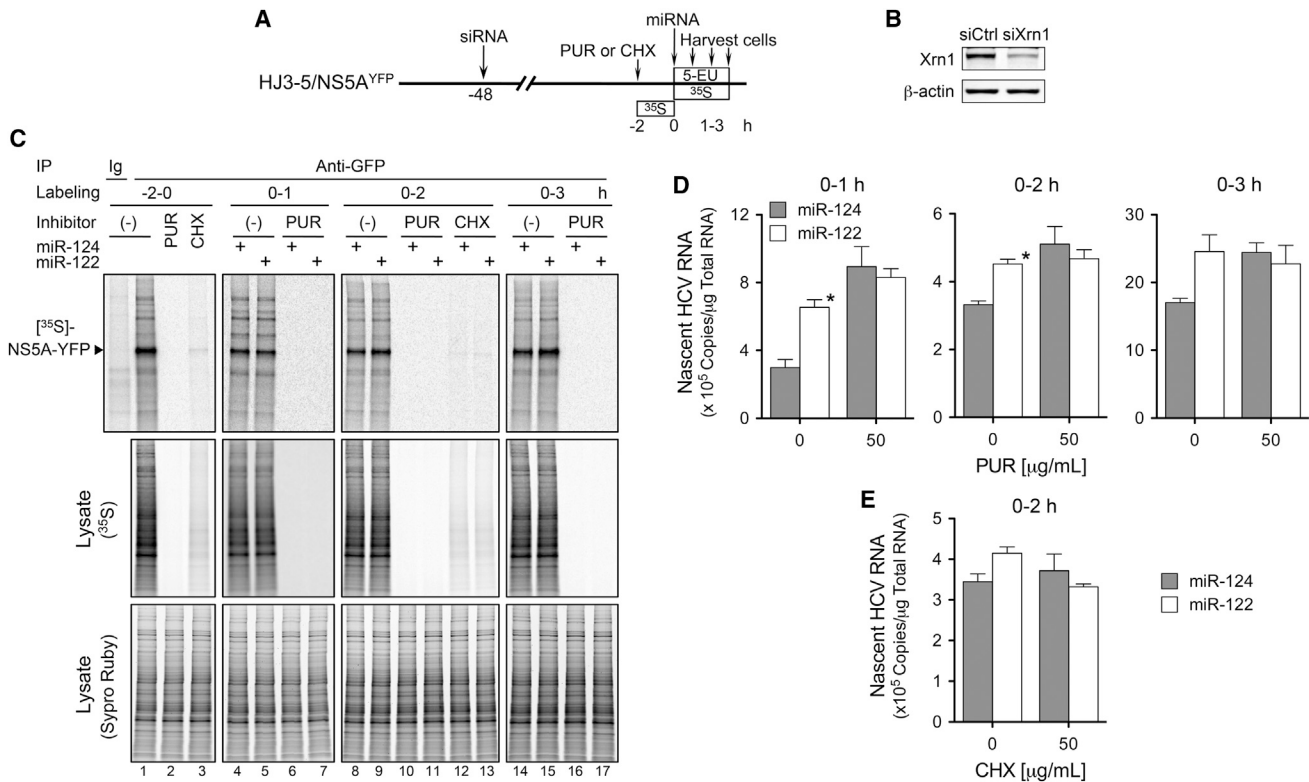 A
siRNA
PUR or CHX
miRNA
Harvest cells
HJ3-5/NS5A^YFP
5-EU
³⁵S
-48
³⁵S
-2 0 1-3 h
B
siCtrl siXrn1
Xrn1
β-actin
C
IP Ig Anti-GFP
Labeling -2-0 0-1 0-2 0-3 h
Inhibitor (-) PUR CHX (-) PUR (-) PUR CHX (-) PUR
miR-124 + + + + + + +
miR-122 + + + + + + +
[³⁵S]-
NS5A-YFP
Lysate
(³⁵S)
Lysate
(Sypro Ruby)
1 2 3 4 5 6 7 8 9 10 11 12 13 14 15 16 17
D
0-1 h 0-2 h 0-3 h
miR-124
miR-122
Nascent HCV RNA
(x 10⁵ Copies/μg Total RNA)
12
9
6
3
0
*
0 50
6
4
2
0
*
0 50
30
20
10
0
0 50
PUR [μg/mL]
E
0-2 h
Nascent HCV RNA
(x10⁵ Copies/μg Total RNA)
5
4
3
2
1
0
0 50
CHX [μg/mL]
miR-124
miR-122